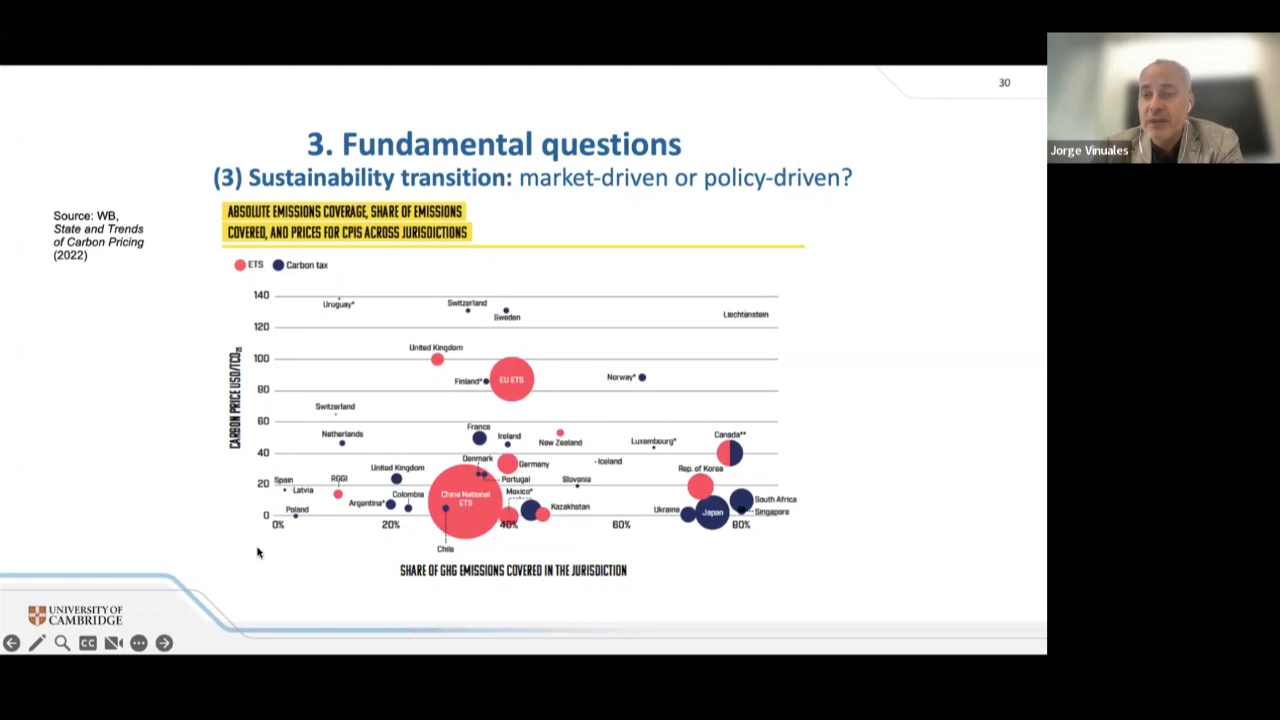 30
Jorge Vinuales
3. Fundamental questions
(3) Sustainability transition: market-driven or policy-driven?
Source: WB,
State and Trends
of Carbon Pricing
(2022)
ABSOLUTE EMISSIONS COVERAGE, SHARE OF EMISSIONS
COVERED, AND PRICES FOR CPIS ACROSS JURISDICTIONS
ETS
Carbon tax
CARBON PRICE USD/TCO₂ₑ
140
120
100
80
60
40
20
0
Uruguay*
Switzerland
Sweden
Liechtenstein
United Kingdom
Finland*
EU ETS
Norway*
Switzerland
Netherlands
France
Ireland
New Zealand
Luxembourg*
Canada**
Denmark
Germany
Iceland
Spain
Latvia
RGGI
United Kingdom
China National
ETS
Portugal
Slovenia
Rep. of Korea
Poland
Argentina*
Colombia
Mexico*
Kazakhstan
Ukraine
Japan
South Africa
Singapore
0%
20%
40%
60%
80%
Chile
SHARE OF GHG EMISSIONS COVERED IN THE JURISDICTION
UNIVERSITY OF
CAMBRIDGE
CC